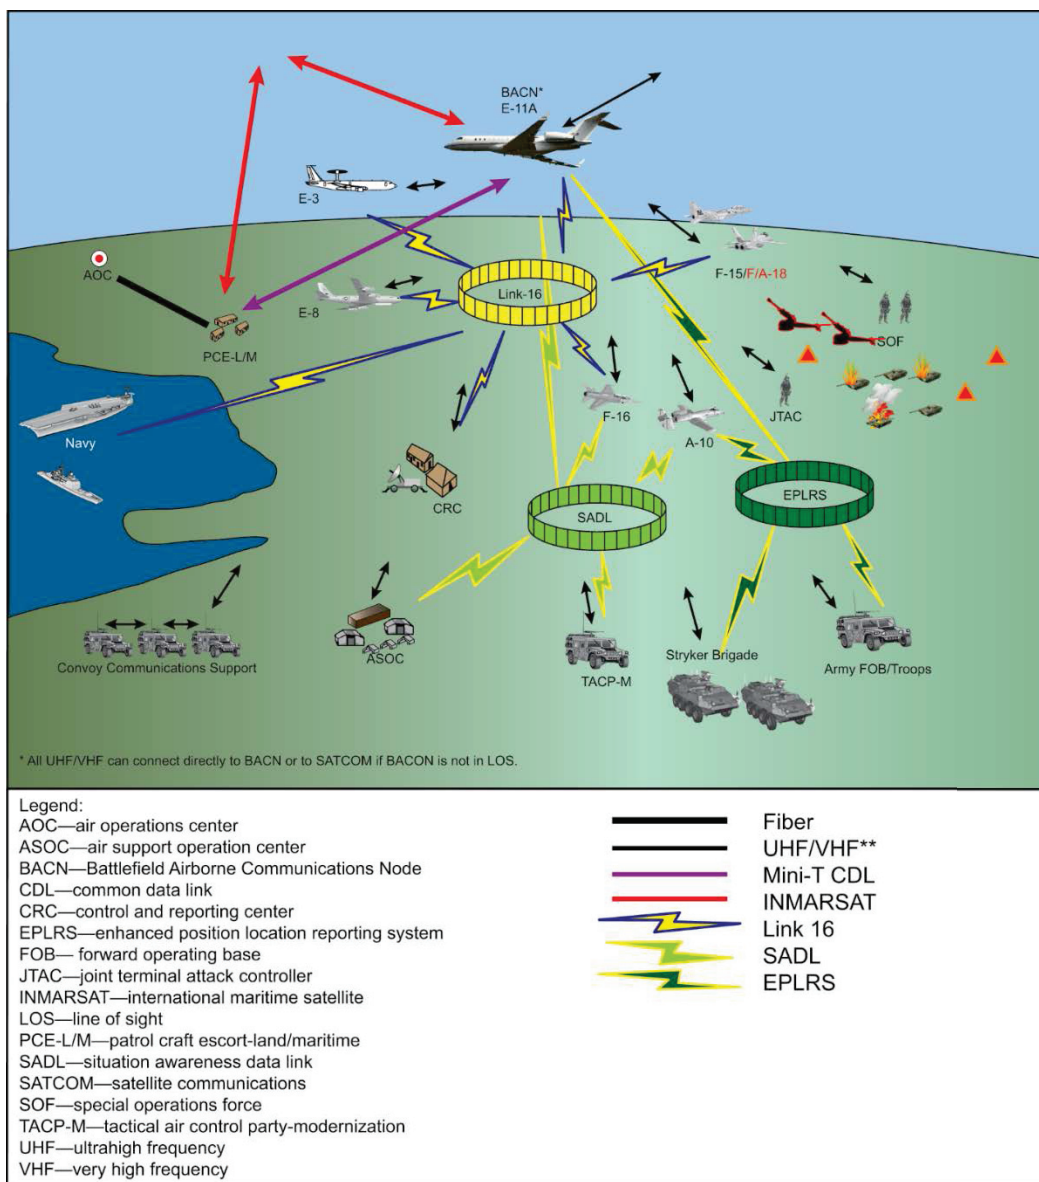 BACN*
E-11A
E-3
AOC
Link-16
F-15/F/A-18
E-8
PCE-L/M
SOF
F-16
JTAC
Navy
A-10
CRC
SADL
EPLRS
ASOC
Convoy Communications Support
TACP-M
Stryker Brigade
Army FOB/Troops
* All UHF/VHF can connect directly to BACN or to SATCOM if BACON is not in LOS.
Legend:
AOC—air operations center
ASOC—air support operation center
BACN—Battlefield Airborne Communications Node
CDL—common data link
CRC—control and reporting center
EPLRS—enhanced position location reporting system
FOB— forward operating base
JTAC—joint terminal attack controller
INMARSAT—international maritime satellite
LOS—line of sight
PCE-L/M—patrol craft escort-land/maritime
SADL—situation awareness data link
SATCOM—satellite communications
SOF—special operations force
TACP-M—tactical air control party-modernization
UHF—ultrahigh frequency
VHF—very high frequency
Fiber
UHF/VHF**
Mini-T CDL
INMARSAT
Link 16
SADL
EPLRS